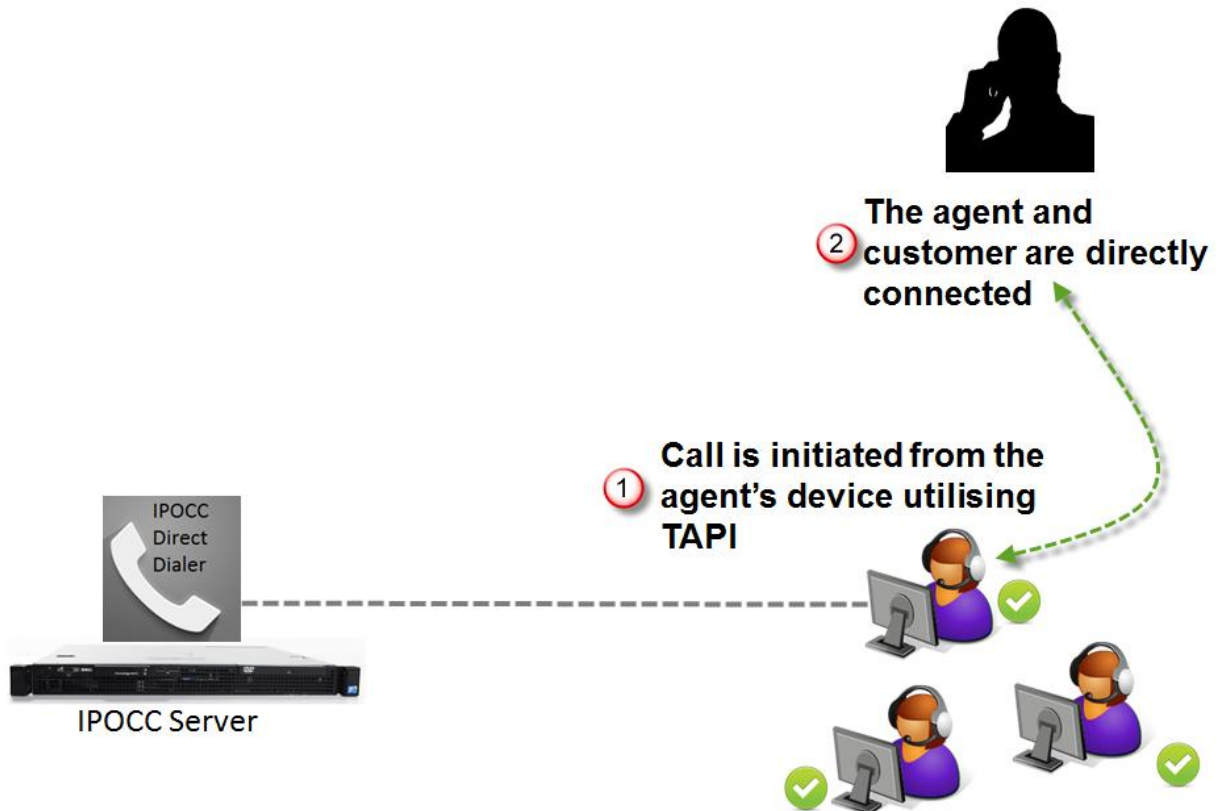 2
The agent and
customer are directly
connected
1
Call is initiated from the
agent's device utilising
TAPI
IPOCC
Direct
Dialer
IPOCC Server